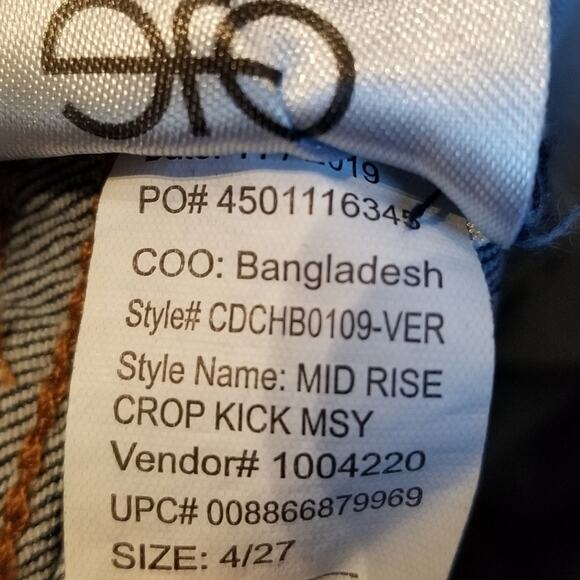 2019
PO# 4501116345
COO: Bangladesh
Style# CDCHB0109-VER
Style Name: MID RISE
CROP KICK MSY
Vendor# 1004220
UPC# 008866879969
SIZE: 4/27